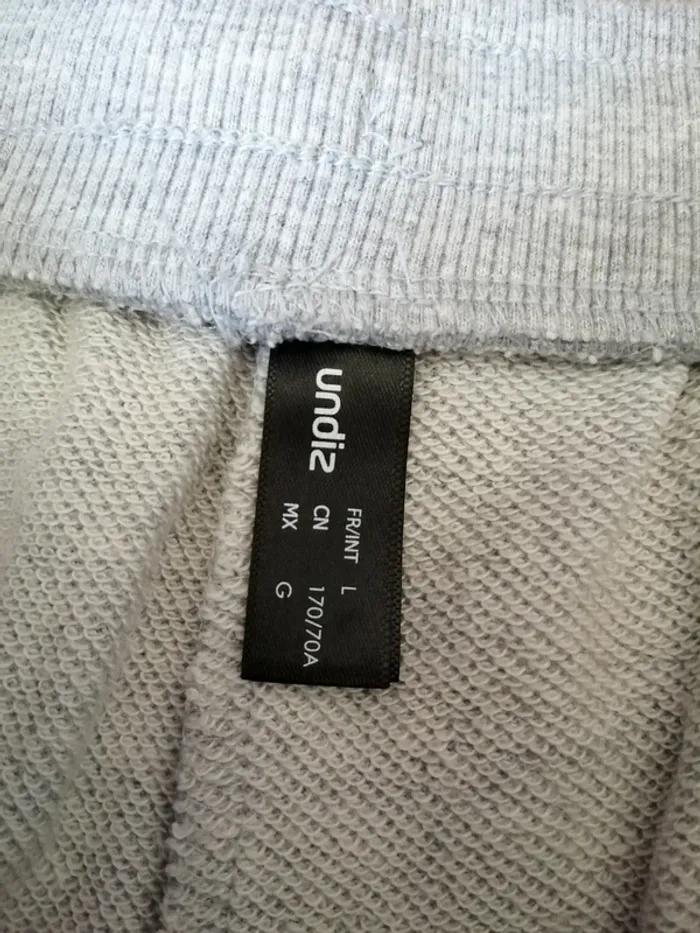 undiz
FR/INT L
CN 170/70A
MX G